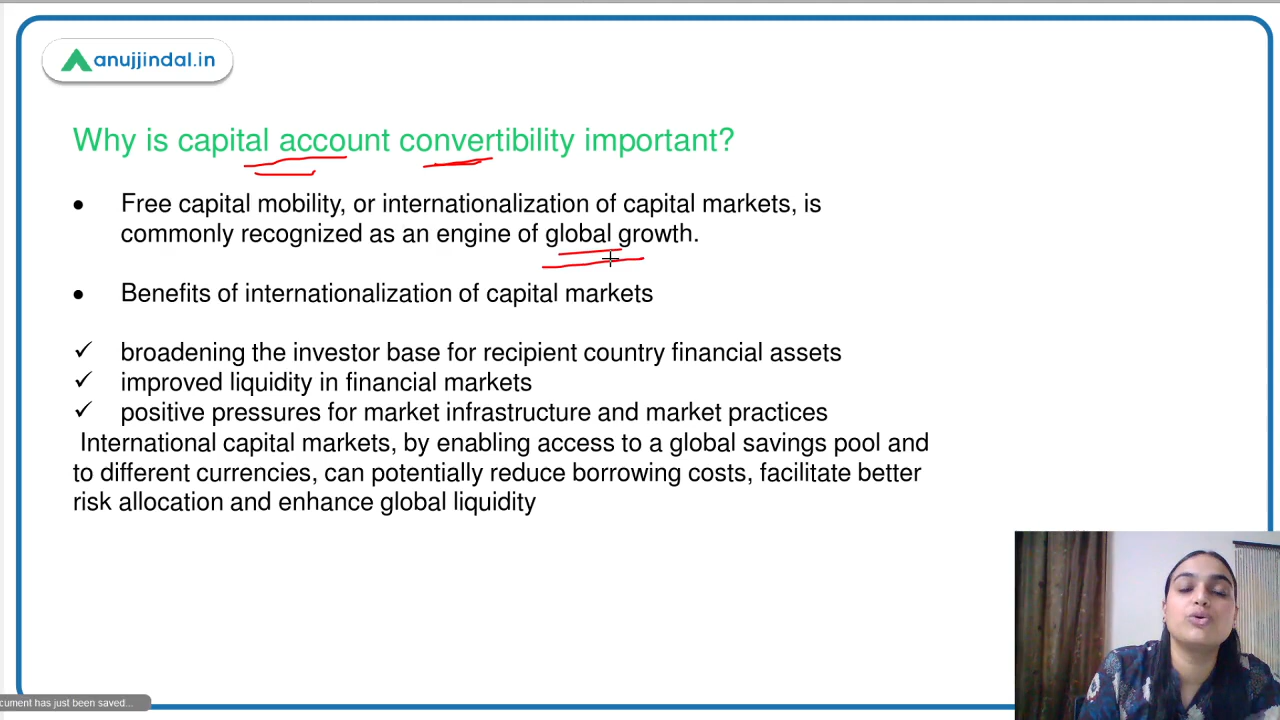 anujjindal.in
Why is capital account convertibility important?
• Free capital mobility, or internationalization of capital markets, is
commonly recognized as an engine of global growth.
• Benefits of internationalization of capital markets
✓ broadening the investor base for recipient country financial assets
✓ improved liquidity in financial markets
✓ positive pressures for market infrastructure and market practices
International capital markets, by enabling access to a global savings pool and
to different currencies, can potentially reduce borrowing costs, facilitate better
risk allocation and enhance global liquidity
cument has just been saved...